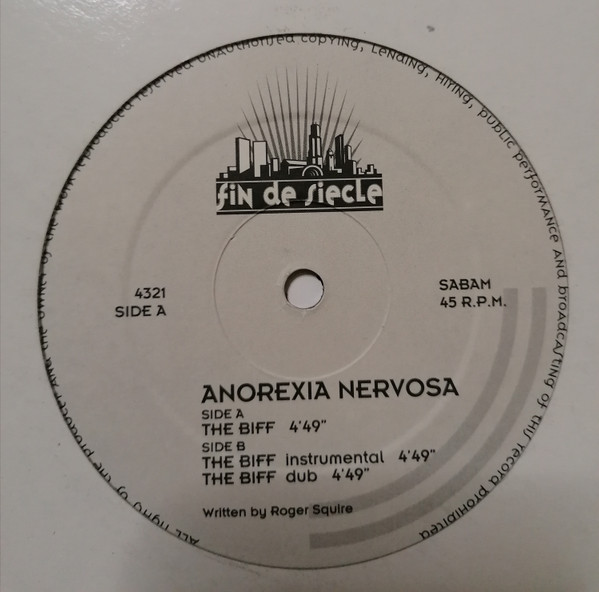 ALL rights of the producer and the owner of the work produced reserved unauthorised copying, Lending, Hiring, public performance and broadcasting of this record prohibited
fin de siecle
4321
SIDE A
SABAM
45 R.P.M.
ANOREXIA NERVOSA
SIDE A
THE BIFF 4'49"
SIDE B
THE BIFF instrumental 4'49"
THE BIFF dub 4'49"
Written by Roger Squire